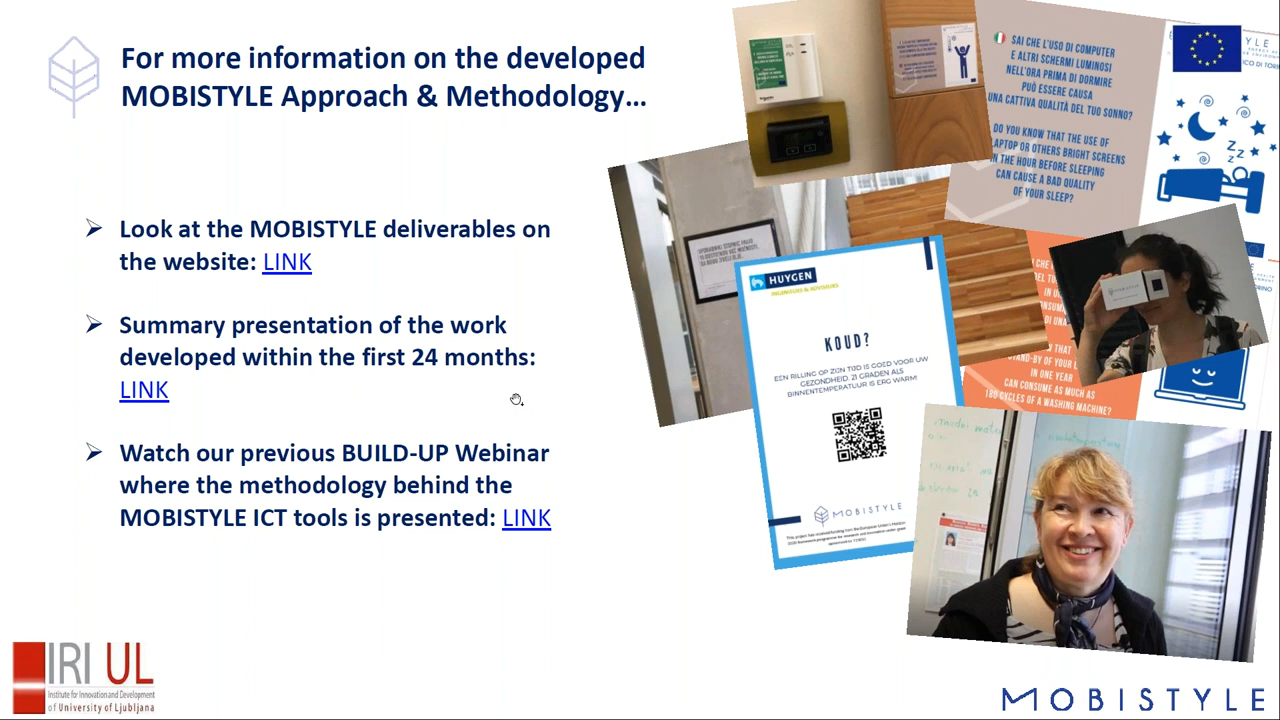 For more information on the developed
MOBISTYLE Approach & Methodology...
➢ Look at the MOBISTYLE deliverables on
the website: LINK
➢ Summary presentation of the work
developed within the first 24 months:
LINK
➢ Watch our previous BUILD-UP Webinar
where the methodology behind the
MOBISTYLE ICT tools is presented: LINK
SAI CHE L'USO DI COMPUTER
E ALTRI SCHERMI LUMINOSI
NELL'ORA PRIMA DI DORMIRE
PUÒ ESSERE CAUSA
UNA CATTIVA QUALITÀ DEL TUO SONNO?
DO YOU KNOW THAT THE USE OF
LAPTOP OR OTHERS BRIGHT SCREENS
IN THE HOUR BEFORE SLEEPING
CAN CAUSE A BAD QUALITY
OF YOUR SLEEP?
ZZ
Z
HUYGEN
INGENIEURS & ADVISEURS
KOUD?
EEN RILLING OP ZIJN TIJD IS GOED VOOR UW
GEZONDHEID. 21 GRADEN ALS
BINNENTEMPERATUUR IS ERG WARM!
MOBISTYLE
IN ONE YEAR
CAN CONSUME AS MUCH AS
180 CYCLES OF A WASHING MACHINE?
IRI UL
Institute for Innovation and Development
of University of Ljubljana
MOBISTYLE